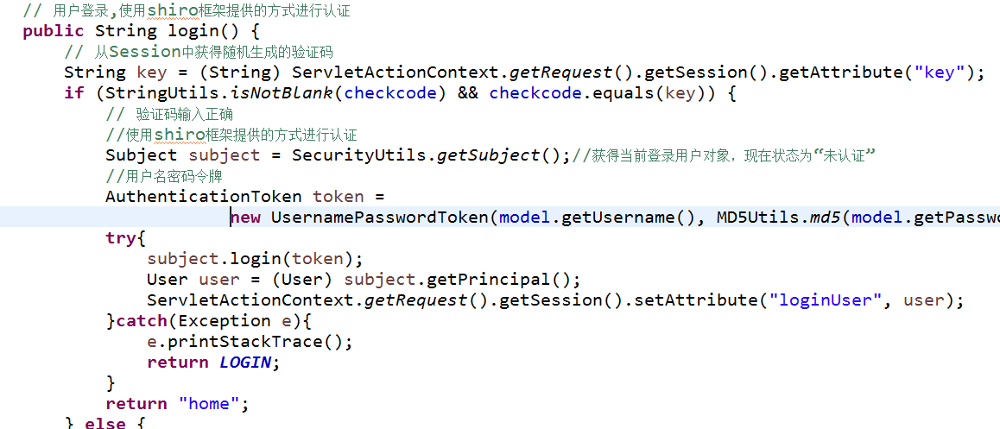 // 用户登录,使用shiro框架提供的方式进行认证
public String login() {
// 从Session中获得随机生成的验证码
String key = (String) ServletActionContext.getRequest().getSession().getAttribute("key");
if (StringUtils.isNotBlank(checkcode) && checkcode.equals(key)) {
// 验证码输入正确
//使用shiro框架提供的方式进行认证
Subject subject = SecurityUtils.getSubject();//获得当前登录用户对象，现在状态为“未认证”
//用户名密码令牌
AuthenticationToken token =
new UsernamePasswordToken(model.getUsername(), MD5Utils.md5(model.getPassw
try{
subject.login(token);
User user = (User) subject.getPrincipal();
ServletActionContext.getRequest().getSession().setAttribute("loginUser", user);
}catch(Exception e){
e.printStackTrace();
return LOGIN;
}
return "home";
} else {